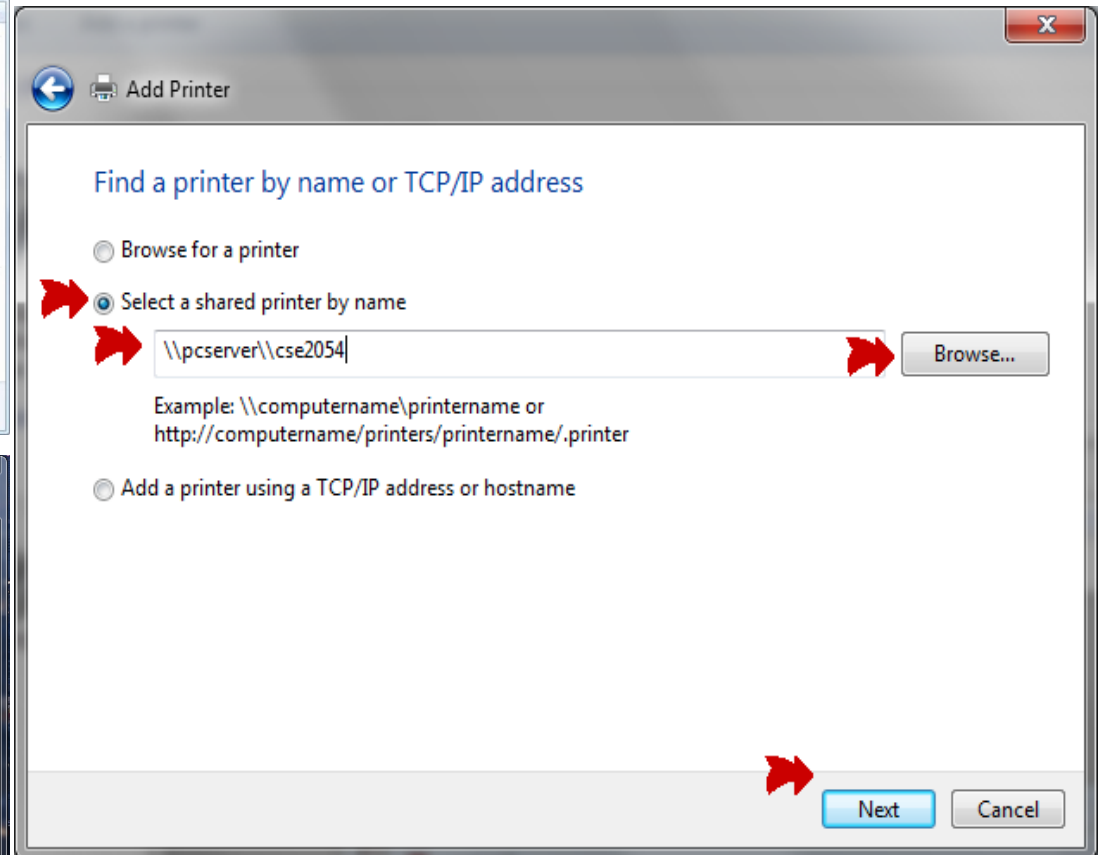 Add Printer
Find a printer by name or TCP/IP address
Browse for a printer
Select a shared printer by name
\\pcserver\\cse2054
Browse...
Example: \\computername\printername or
http://computername/printers/printername/.printer
Add a printer using a TCP/IP address or hostname
Next
Cancel